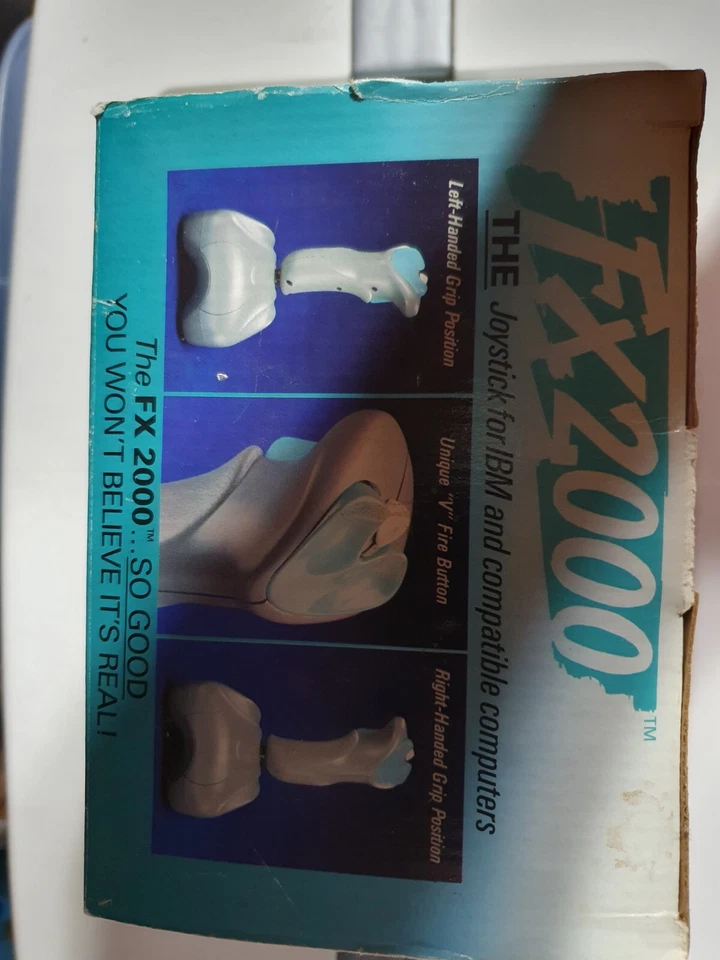 FX2000™
THE Joystick for IBM and compatible computers
Left-Handed Grip Position
Unique "V" Fire Button
Right-Handed Grip Position
The FX 2000™...SO GOOD
YOU WON'T BELIEVE IT'S REAL!